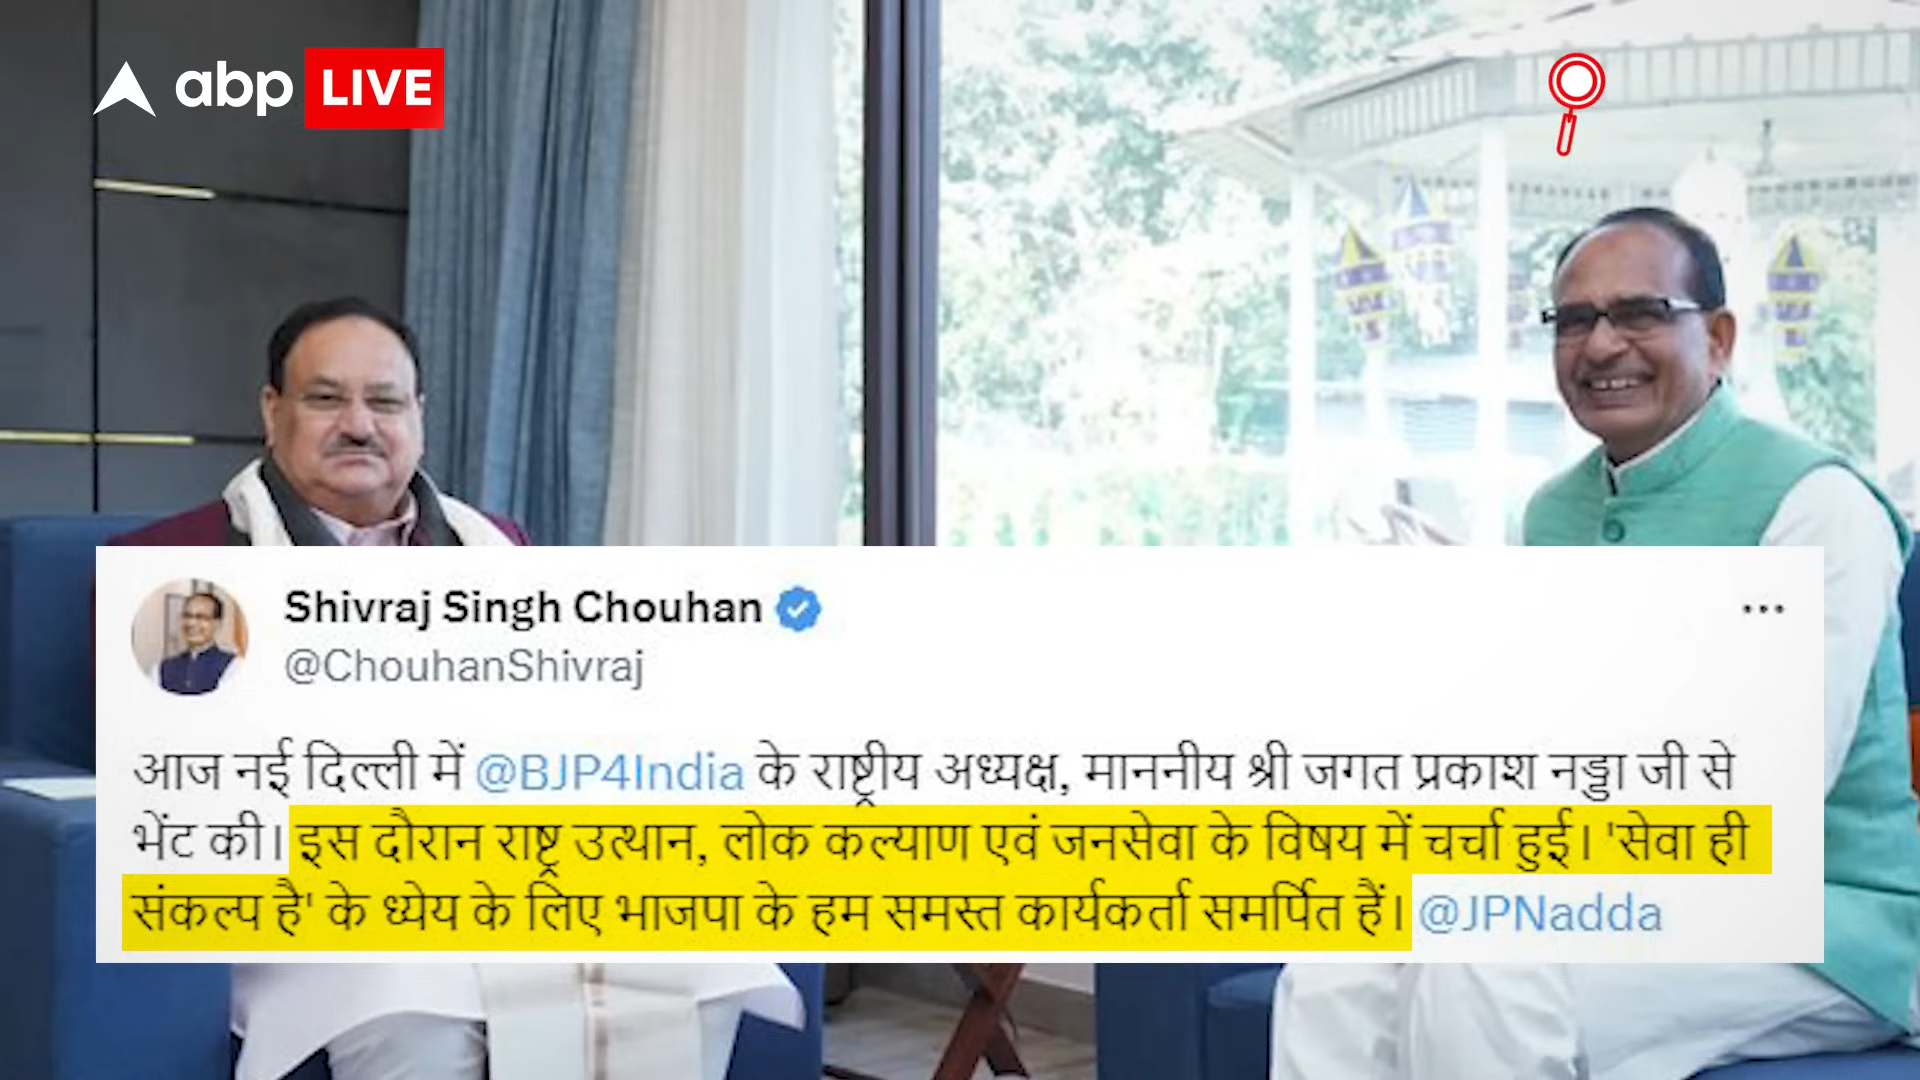 abp LIVE
Shivraj Singh Chouhan
@ChouhanShivraj
आज नई दिल्ली में @BJP4India के राष्ट्रीय अध्यक्ष, माननीय श्री जगत प्रकाश नड्डा जी से
भेंट की। इस दौरान राष्ट्र उत्थान, लोक कल्याण एवं जनसेवा के विषय में चर्चा हुई। 'सेवा ही
संकल्प है' के ध्येय के लिए भाजपा के हम समस्त कार्यकर्ता समर्पित हैं। @JPNadda